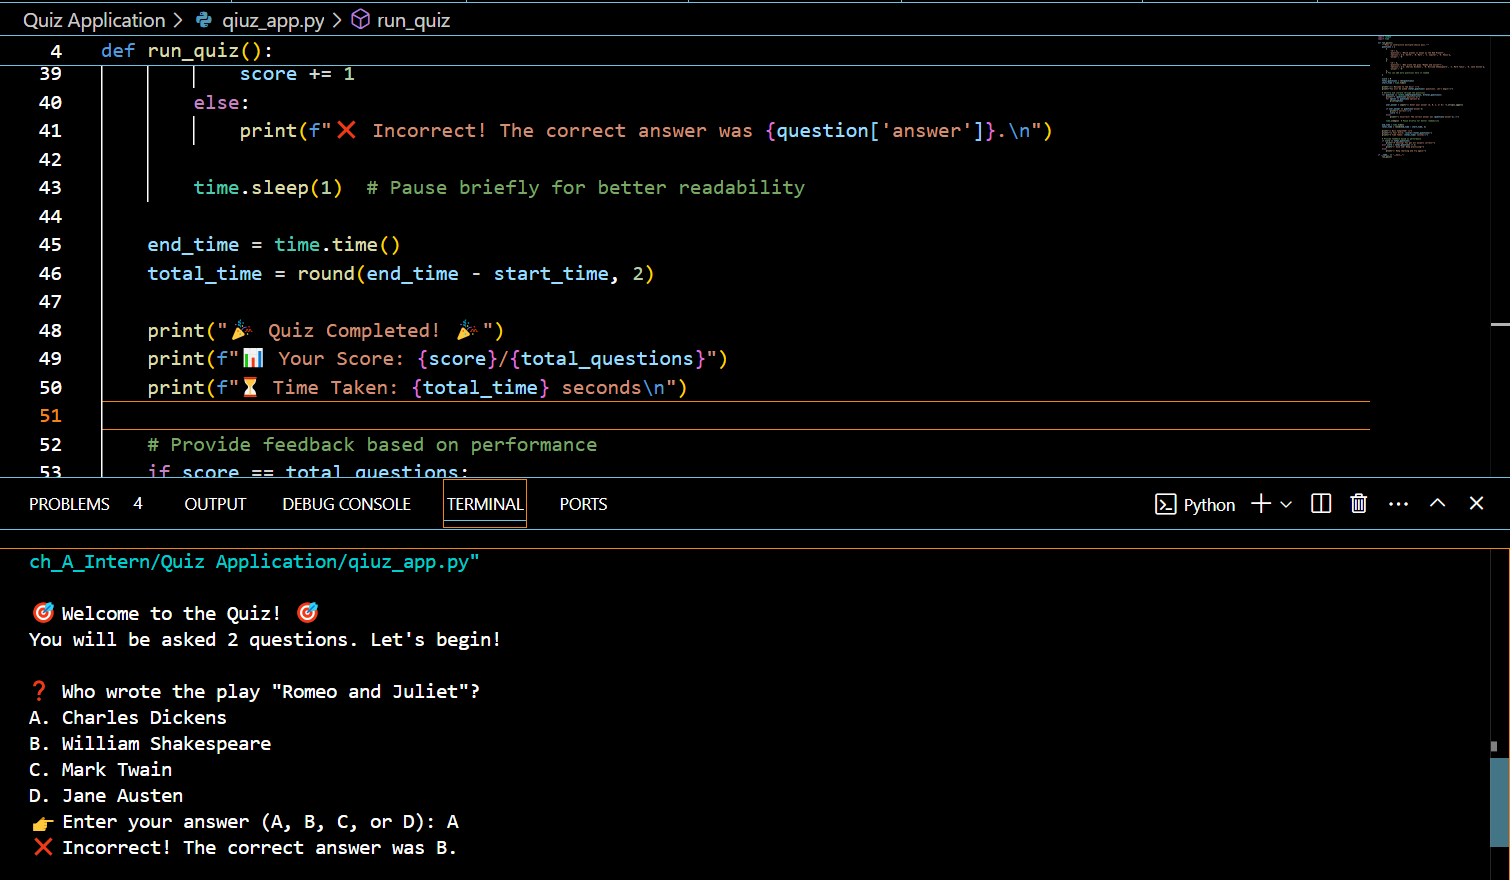 Quiz Application > qiuz_app.py > run_quiz
4 def run_quiz():
39 score += 1
40 else:
41 print(f"❌ Incorrect! The correct answer was {question['answer']}.\n")
42
43 time.sleep(1)  # Pause briefly for better readability
44
45 end_time = time.time()
46 total_time = round(end_time - start_time, 2)
47
48 print("🎉 Quiz Completed! 🎉")
49 print(f"📊 Your Score: {score}/{total_questions}")
50 print(f"⏳ Time Taken: {total_time} seconds\n")
51
52 # Provide feedback based on performance
53 if score == total_questions:
PROBLEMS 4 OUTPUT DEBUG CONSOLE TERMINAL PORTS Python
ch_A_Intern/Quiz Application/qiuz_app.py"
🎯 Welcome to the Quiz! 🎯
You will be asked 2 questions. Let's begin!
❓ Who wrote the play "Romeo and Juliet"?
A. Charles Dickens
B. William Shakespeare
C. Mark Twain
D. Jane Austen
👉 Enter your answer (A, B, C, or D): A
❌ Incorrect! The correct answer was B.